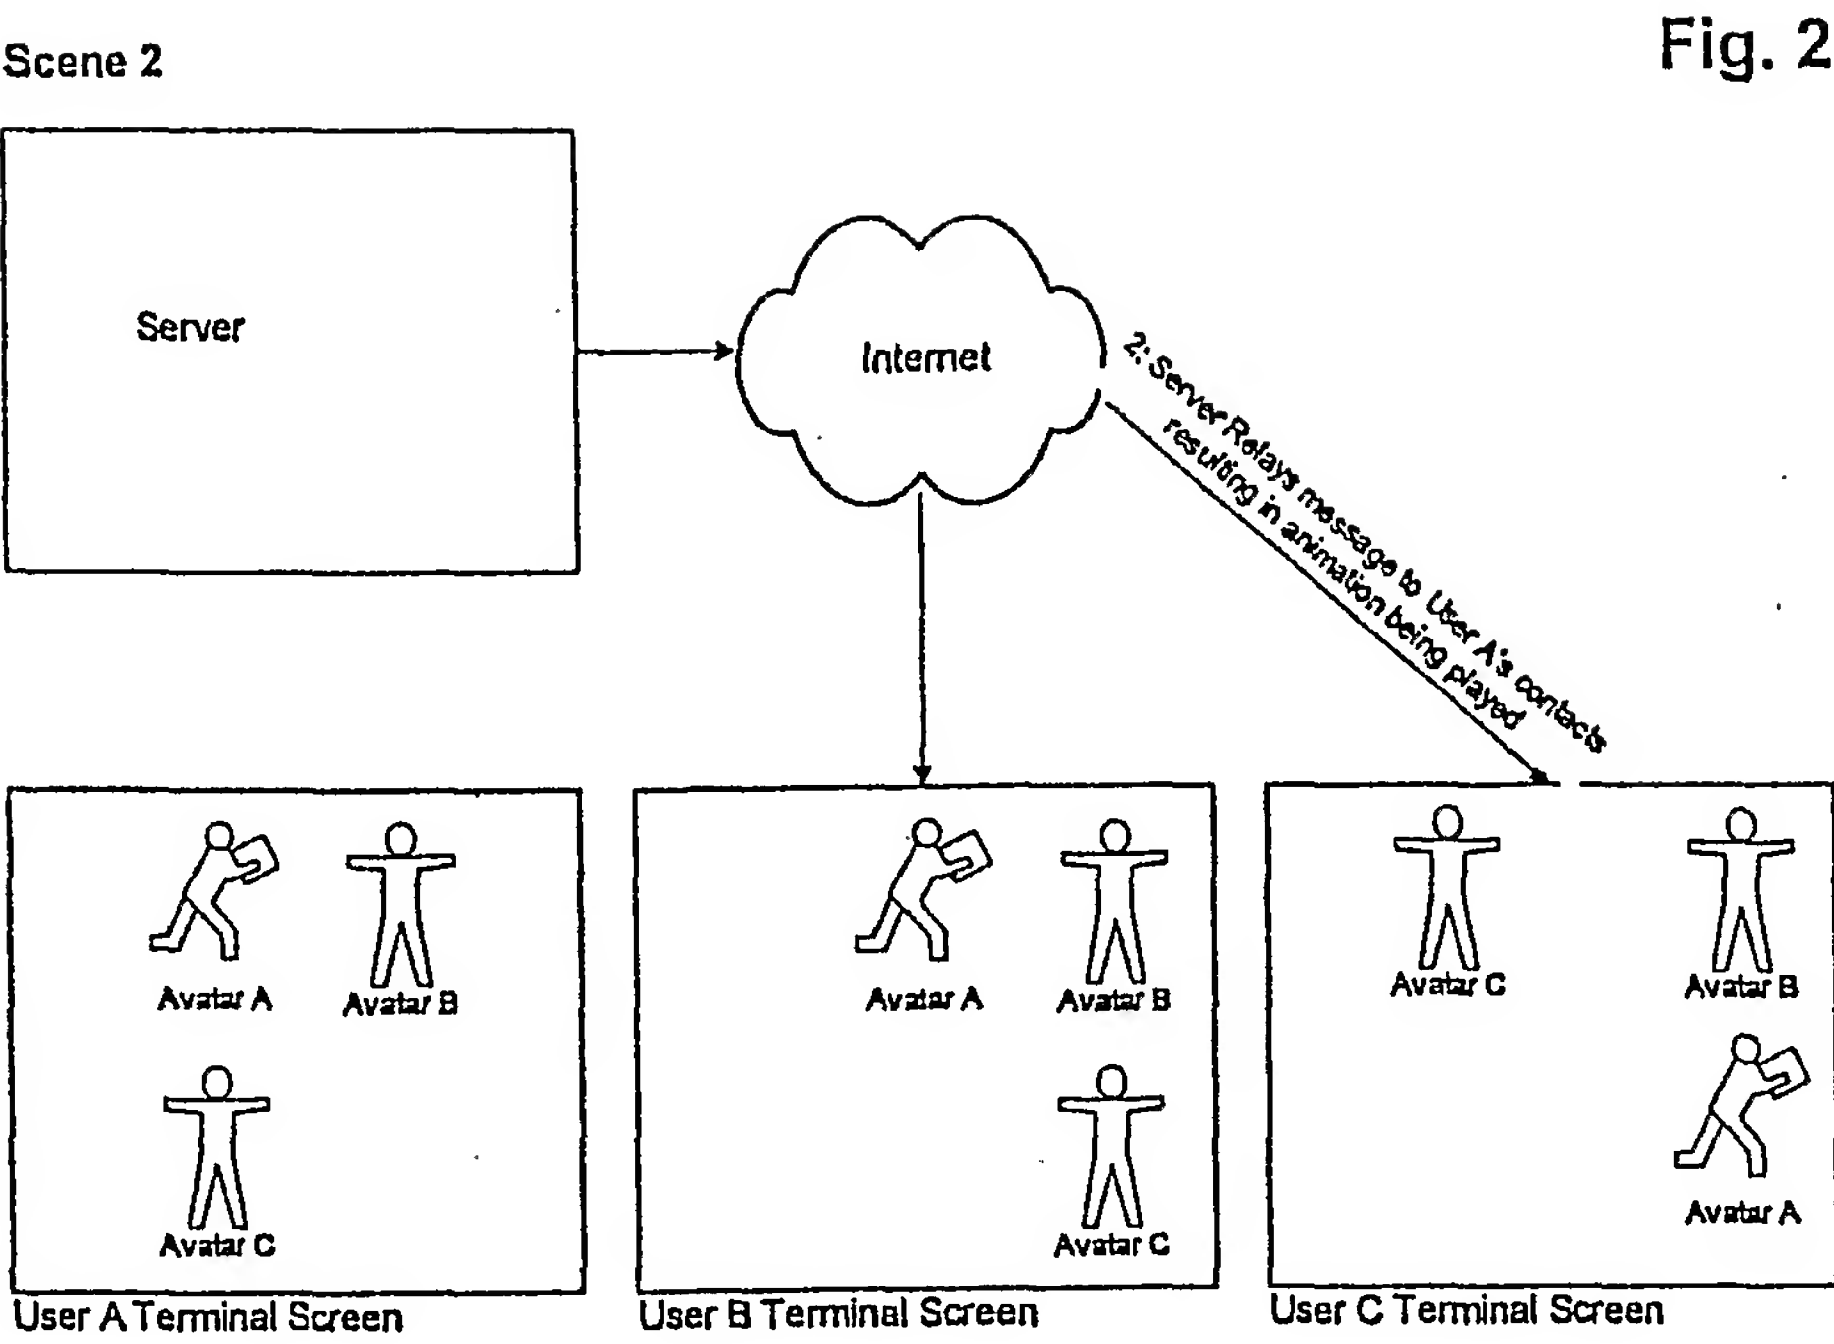 Scene 2
Fig. 2
Server
Internet
2: Server Relays message to User A's contacts
resulting in animation being played
Avatar A
Avatar B
Avatar C
User A Terminal Screen
Avatar A
Avatar B
Avatar C
User B Terminal Screen
Avatar C
Avatar B
Avatar A
User C Terminal Screen